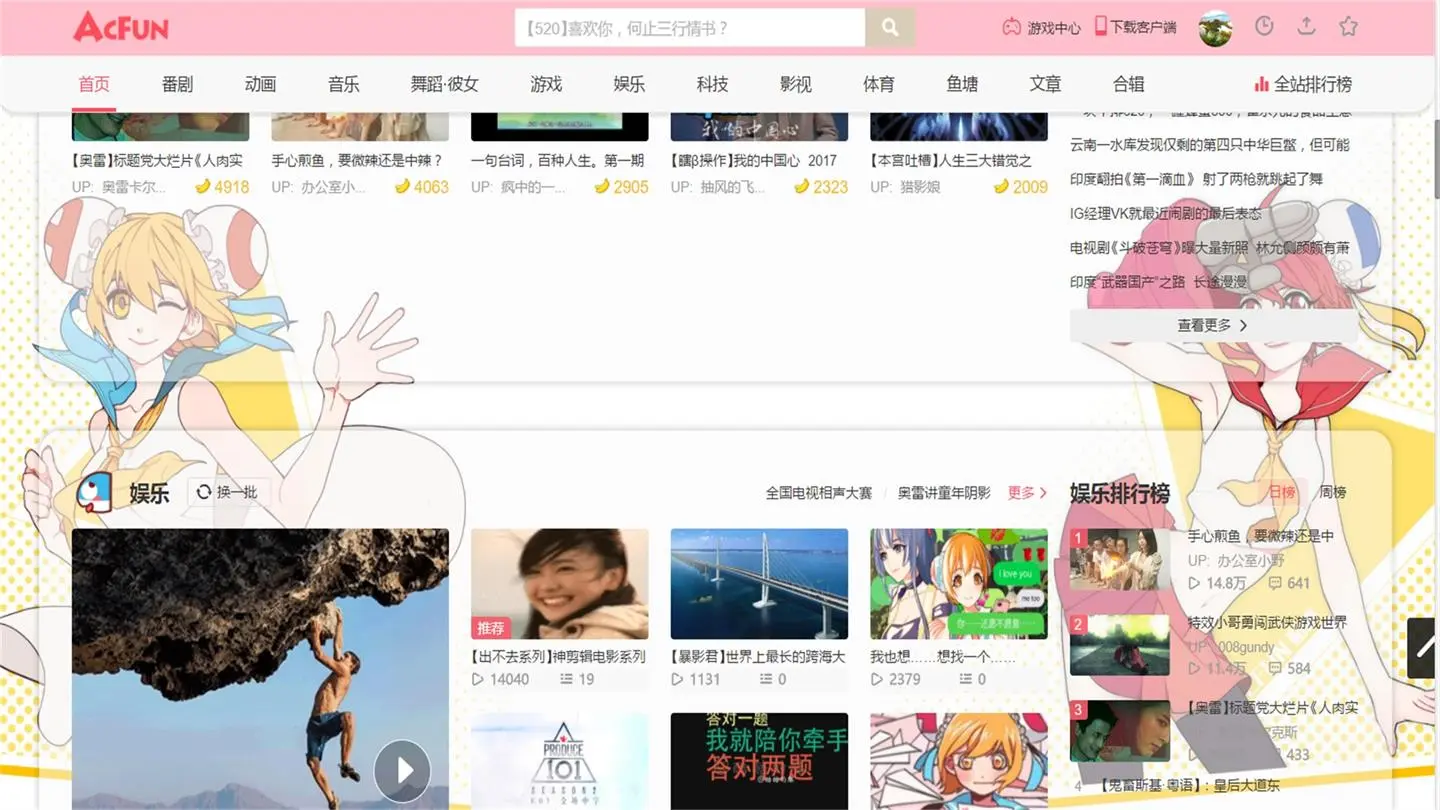 AcFun
【520】喜欢你，何止三行情书？
游戏中心
下载客户端
首页
番剧
动画
音乐
舞蹈·彼女
游戏
娱乐
科技
影视
体育
鱼塘
文章
合辑
全站排行榜
我的中国心
【奥雷】标题党大烂片《人肉实
手心煎鱼，要微辣还是中辣？
一句台词，百种人生。第一期
【瞎β操作】我的中国心 2017
【本宫吐槽】人生三大错觉之
UP: 奥雷卡尔...
4918
UP: 办公室小...
4063
UP: 疯中的一...
2905
UP: 抽风的飞...
2323
UP: 猎影娘
2009
云南一水库发现仅剩的第四只中华巨鳖，但可能
印度翻拍《第一滴血》 射了两枪就跳起了舞
IG经理VK就最近闹剧的最后表态
电视剧《斗破苍穹》曝大量新照 林允侧颜颇有萧
印度“武器国产”之路 长途漫漫
查看更多
娱乐
换一批
全国电视相声大赛
奥雷讲童年阴影
更多
推荐
I love you
me too
【出不去系列】神剪辑电影系列
【暴影君】世界上最长的跨海大
我也想……想找一个……
14040
19
1131
0
2379
0
PRODUCE
101
SEASON2
答对一题
我就陪你牵手
答对两题
娱乐排行榜
日榜
周榜
1
手心煎鱼，要微辣还是中
UP: 办公室小野
14.8万
641
2
特效小哥勇闯武侠游戏世界
UP: 008gundy
11.4万
584
3
【奥雷】标题党大烂片《人肉实
克斯
433
4
【鬼畜斯基·粤语】：皇后大道东